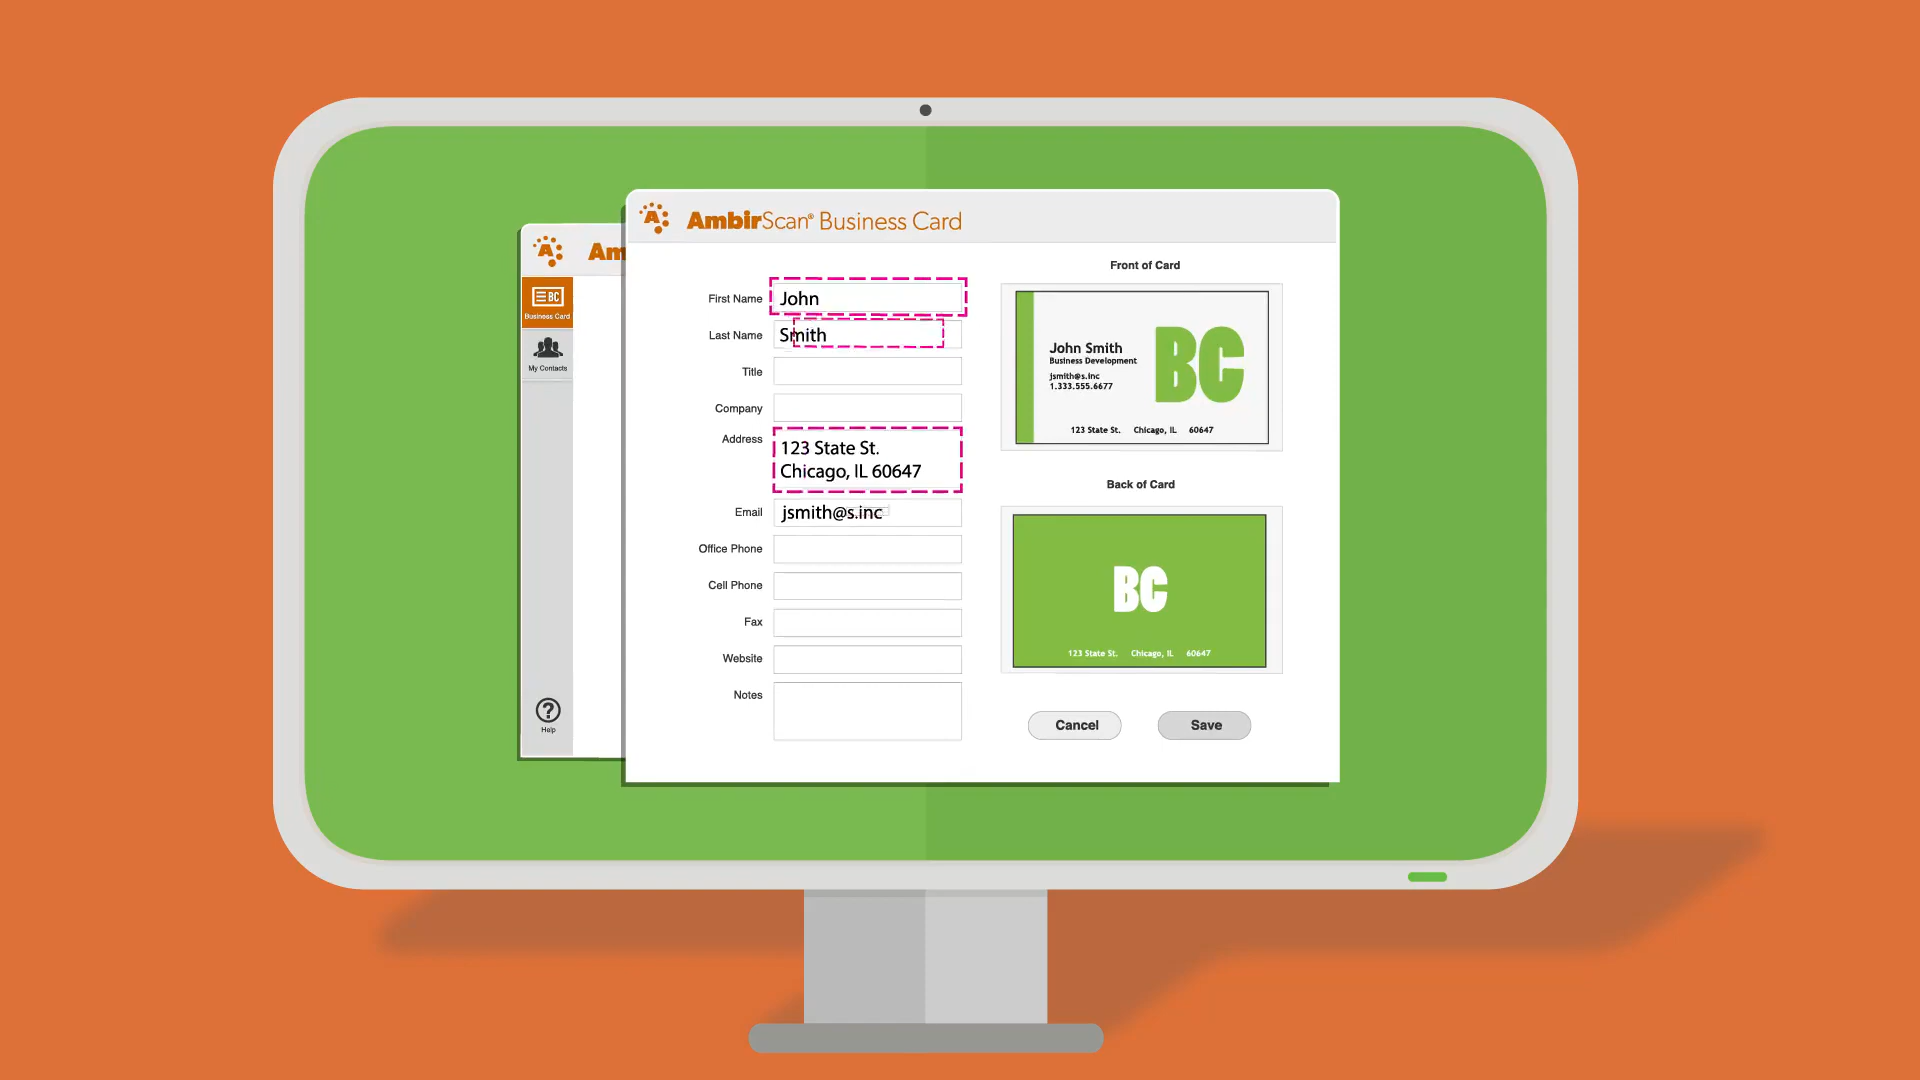 Am
BC
Business Card
My Contacts
Help
A AmbirScan® Business Card
First Name John
Last Name Smith
Title
Company
Address 123 State St.
Chicago, IL 60647
Email jsmith@s.inc
Office Phone
Cell Phone
Fax
Website
Notes
Front of Card
John Smith
Business Development
jsmith@s.inc
1.333.555.6677
BC
123 State St. Chicago, IL 60647
Back of Card
BC
123 State St. Chicago, IL 60647
Cancel Save